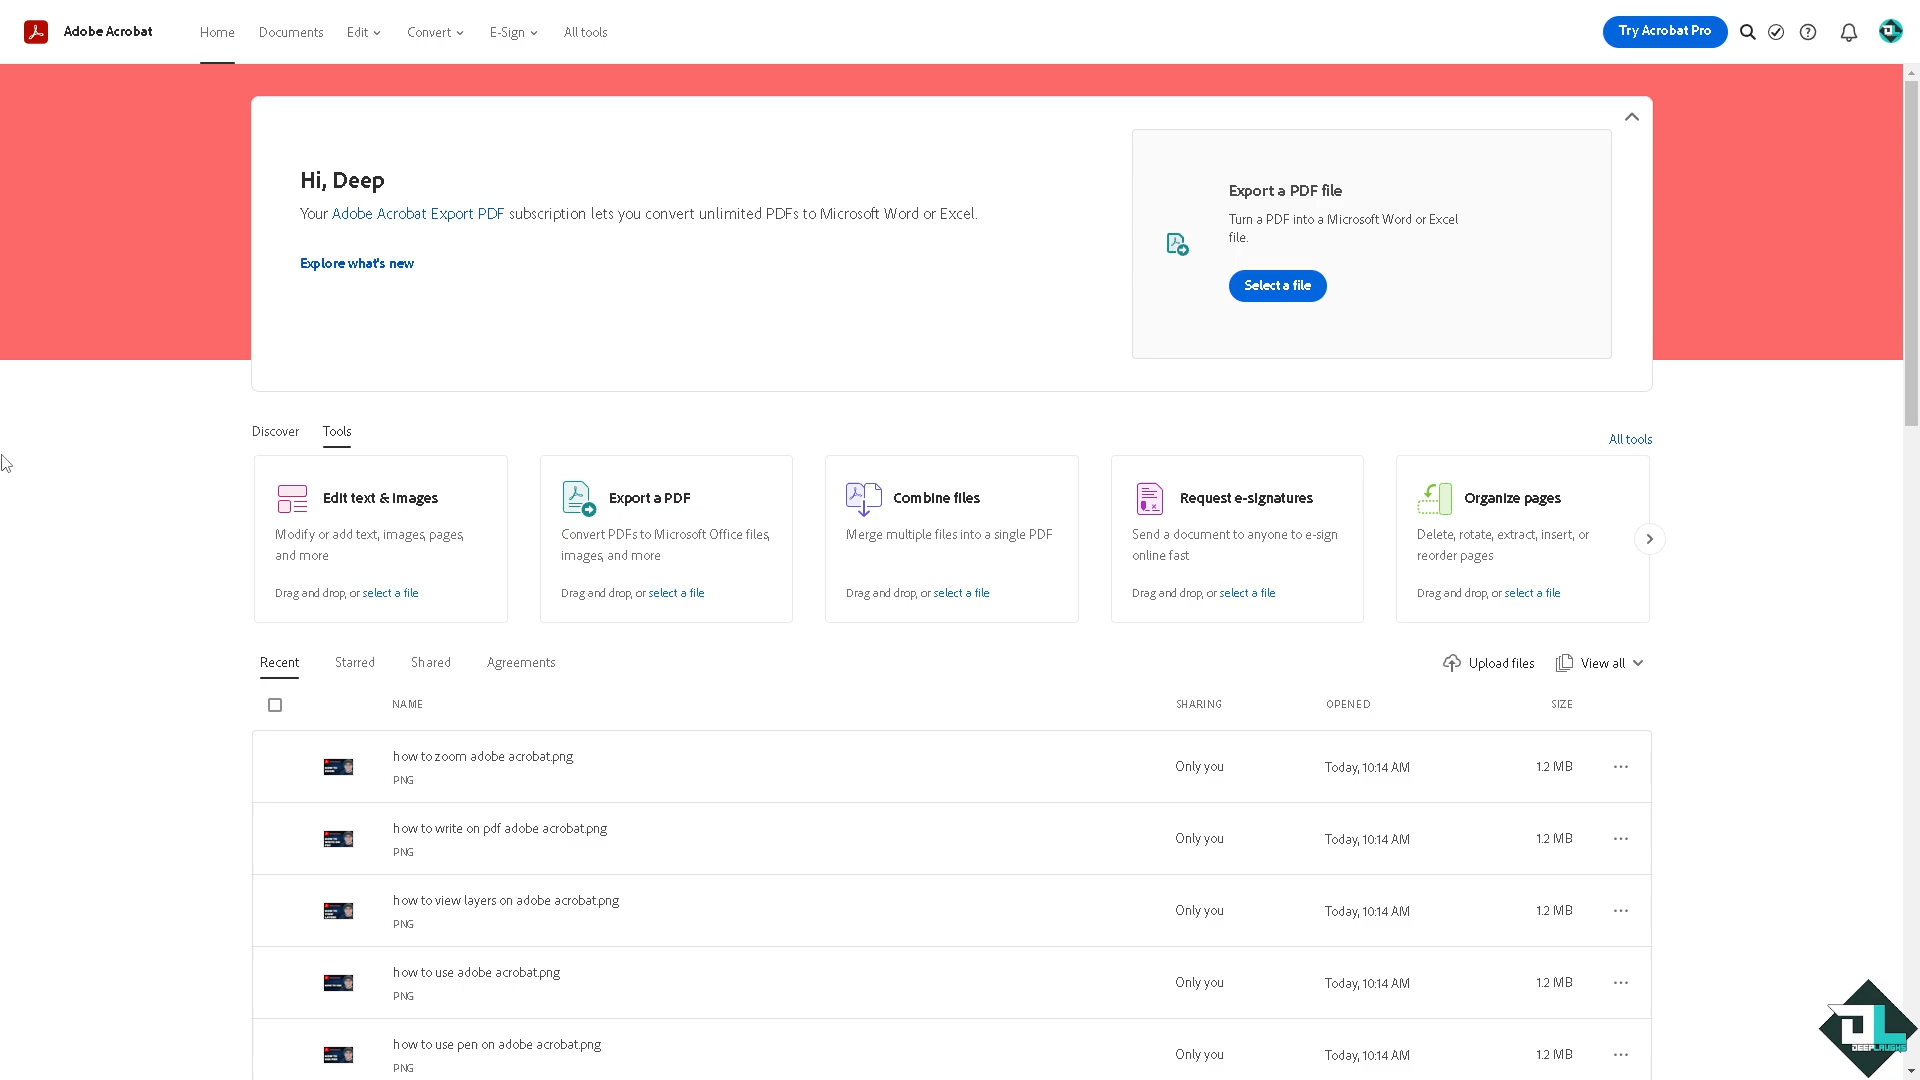 Adobe Acrobat
Home
Documents
Edit
Convert
E-Sign
All tools
Try Acrobat Pro
Hi, Deep
Your Adobe Acrobat Export PDF subscription lets you convert unlimited PDFs to Microsoft Word or Excel.
Explore what's new
Export a PDF file
Turn a PDF into a Microsoft Word or Excel
file.
Select a file
Discover
Tools
All tools
Edit text & images
Modify or add text, images, pages,
and more
Drag and drop, or select a file
Export a PDF
Convert PDFs to Microsoft Office files,
images, and more
Drag and drop, or select a file
Combine files
Merge multiple files into a single PDF
Drag and drop, or select a file
Request e-signatures
Send a document to anyone to e-sign
online fast
Drag and drop, or select a file
Organize pages
Delete, rotate, extract, insert, or
reorder pages
Drag and drop, or select a file
Recent
Starred
Shared
Agreements
Upload files
View all
NAME
SHARING
OPENED
SIZE
how to zoom adobe acrobat.png
PNG
Only you
Today, 10:14 AM
1.2 MB
how to write on pdf adobe acrobat.png
PNG
Only you
Today, 10:14 AM
1.2 MB
how to view layers on adobe acrobat.png
PNG
Only you
Today, 10:14 AM
1.2 MB
how to use adobe acrobat.png
PNG
Only you
Today, 10:14 AM
1.2 MB
how to use pen on adobe acrobat.png
PNG
Only you
Today, 10:14 AM
1.2 MB
DEEPLAUGHS